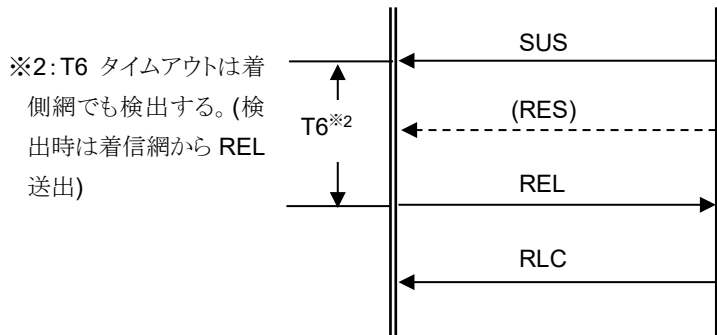 SUS
※2：T6 タイムアウトは着
側網でも検出する。(検
出時は着信網から REL
送出)
T6※2
(RES)
REL
RLC